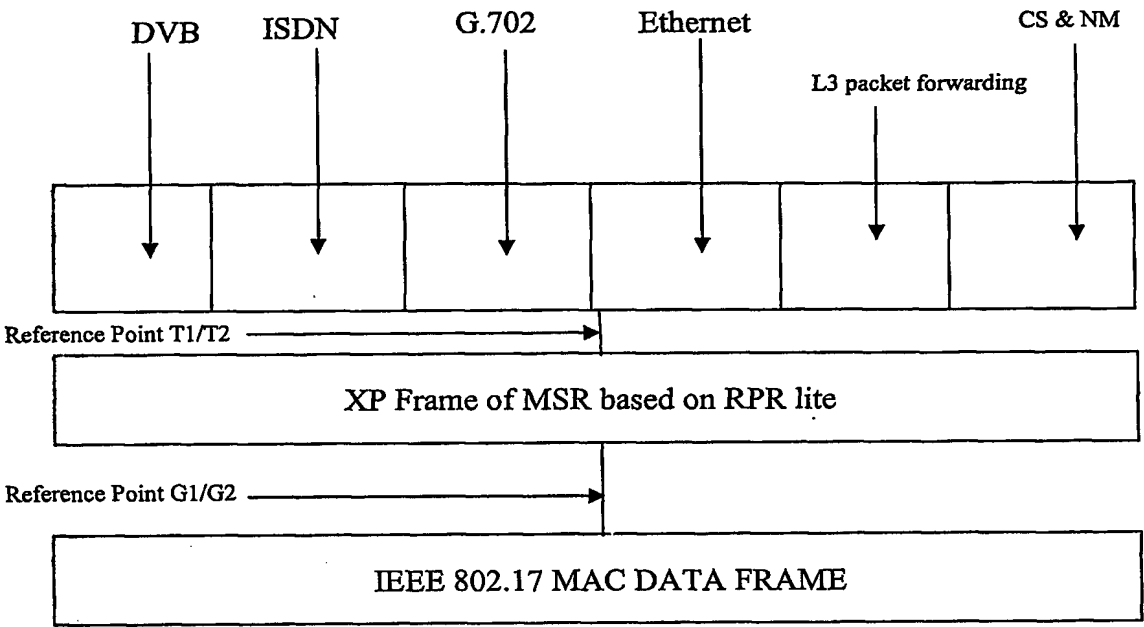 DVB
ISDN
G.702
Ethernet
CS & NM
L3 packet forwarding
Reference Point T1/T2
XP Frame of MSR based on RPR lite
Reference Point G1/G2
IEEE 802.17 MAC DATA FRAME